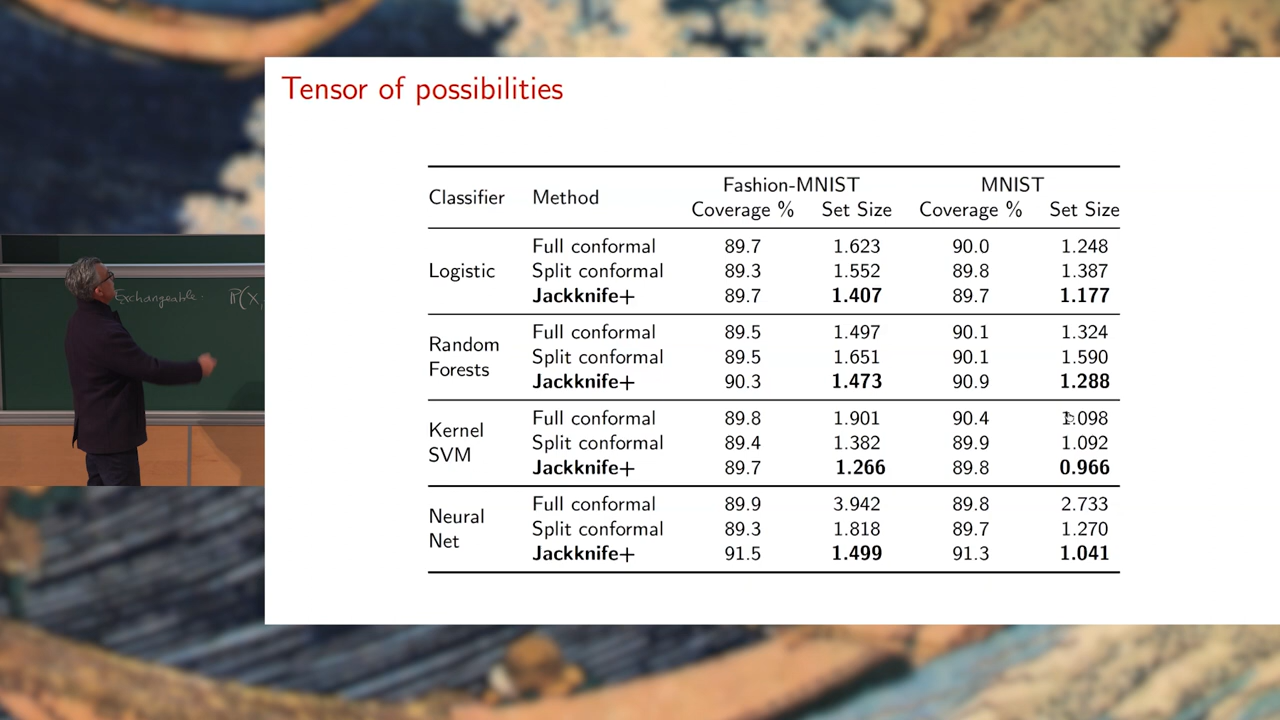 Tensor of possibilities
Fashion-MNIST MNIST
Classifier Method Coverage % Set Size Coverage % Set Size
Full conformal 89.7 1.623 90.0 1.248
Logistic Split conformal 89.3 1.552 89.8 1.387
Jackknife+ 89.7 1.407 89.7 1.177
Random Forests Full conformal 89.5 1.497 90.1 1.324
Split conformal 89.5 1.651 90.1 1.590
Jackknife+ 90.3 1.473 90.9 1.288
Kernel SVM Full conformal 89.8 1.901 90.4 1.098
Split conformal 89.4 1.382 89.9 1.092
Jackknife+ 89.7 1.266 89.8 0.966
Neural Net Full conformal 89.9 3.942 89.8 2.733
Split conformal 89.3 1.818 89.7 1.270
Jackknife+ 91.5 1.499 91.3 1.041
Exchangeable. P(X,